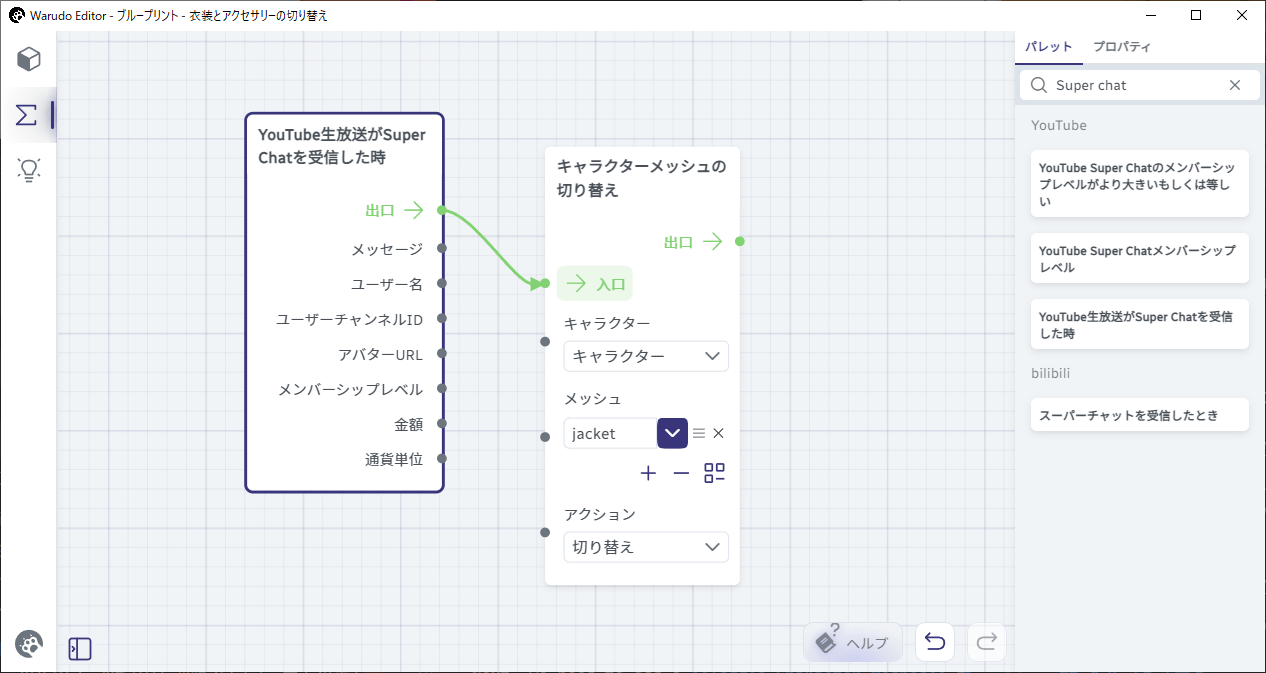 Warudo Editor - ブループリント - 衣装とアクセサリーの切り替え
YouTube生放送がSuper
Chatを受信した時
出口
メッセージ
ユーザー名
ユーザーチャンネルID
アバターURL
メンバーシップレベル
金額
通貨単位
キャラクターメッシュの
切り替え
出口
入口
キャラクター
キャラクター
メッシュ
jacket
アクション
切り替え
ヘルプ
パレット
プロパティ
Super chat
YouTube
YouTube Super Chatのメンバーシッ
プレベルがより大きいもしくは等し
い
YouTube Super Chatメンバーシップ
レベル
YouTube生放送がSuper Chatを受信
した時
bilibili
スーパーチャットを受信したとき